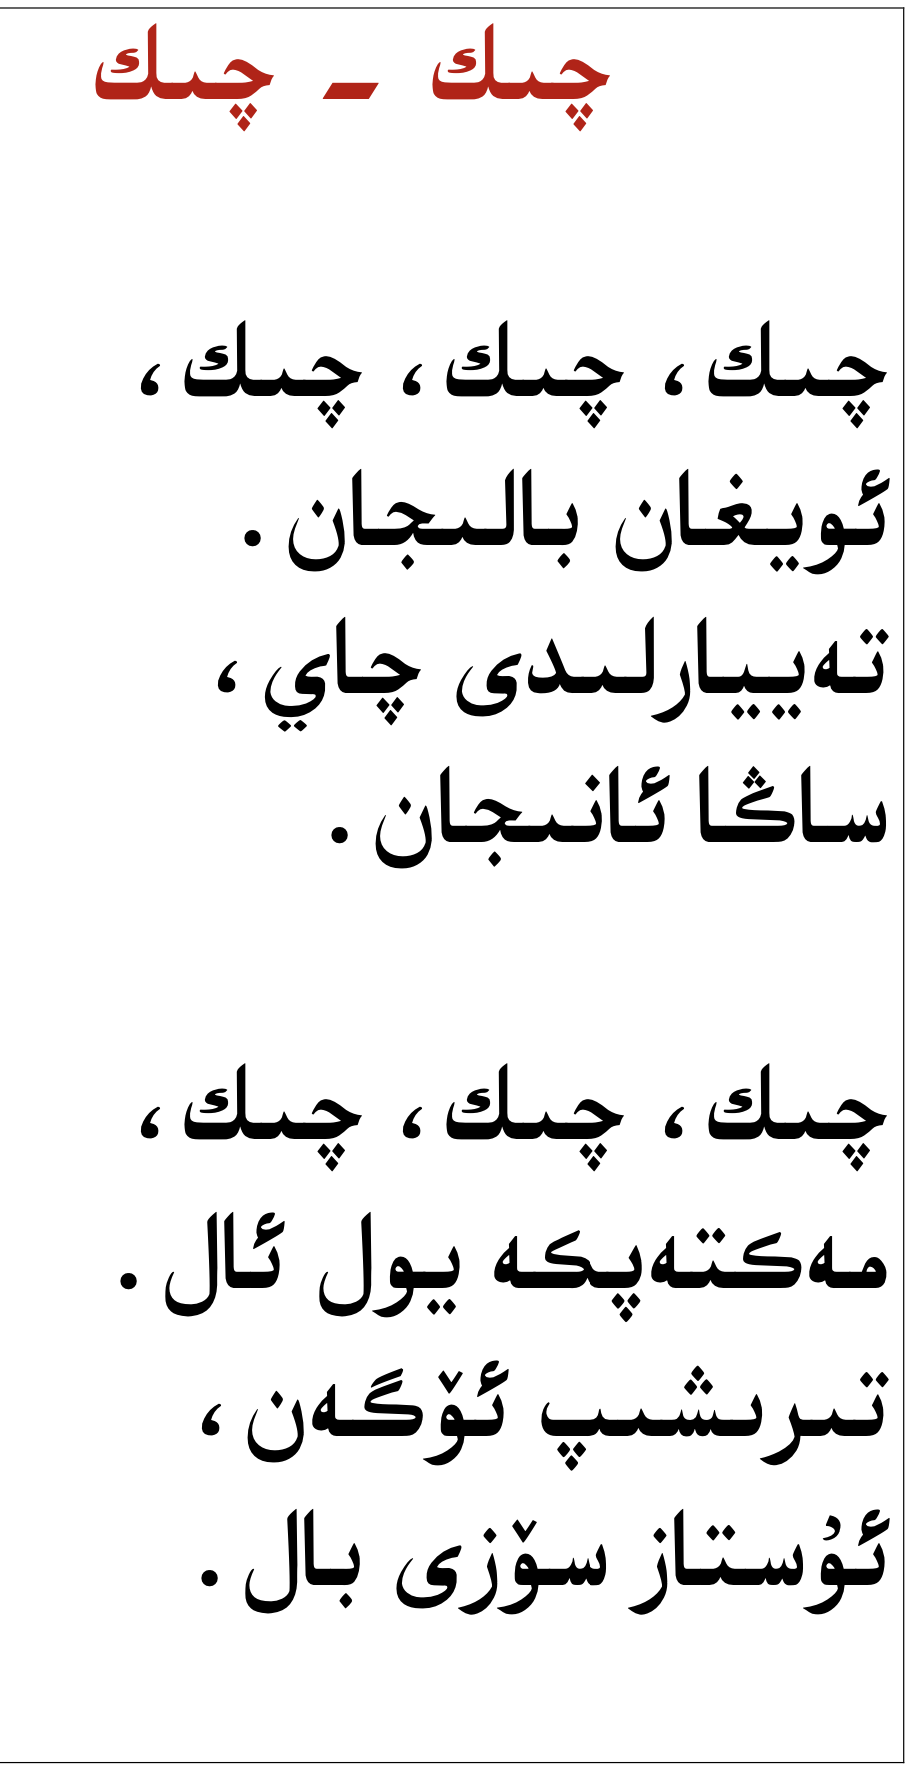 چىك - چىك
چىك، چىك، چىك،
ئويغان بالىجان.
تەييارلىدى چاي،
ساڭا ئانىجان.
چىك، چىك، چىك،
مەكتەپكە يول ئال.
تىرىشىپ ئۆگەن،
ئۇستاز سۆزى بال.